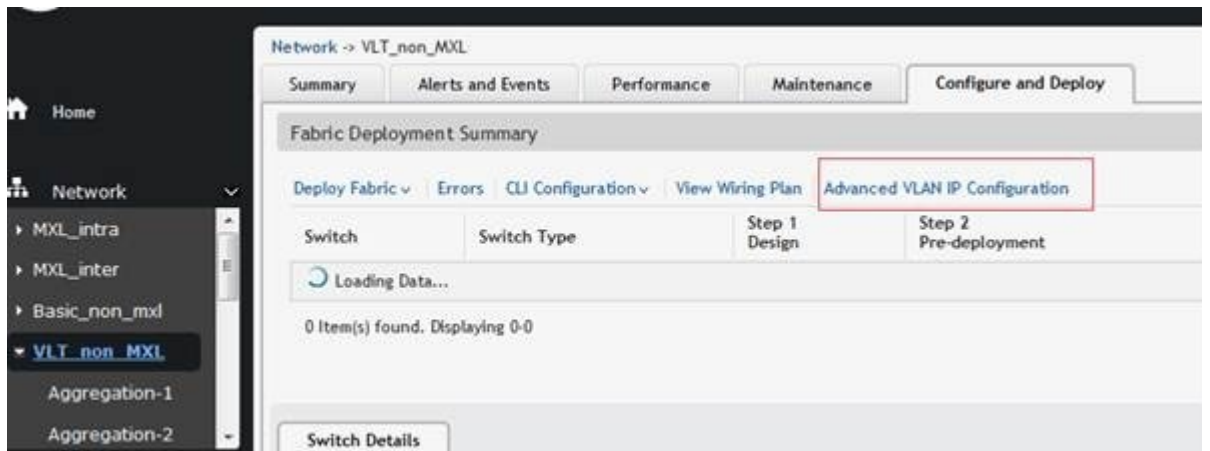 Home
Network
MXL_intra
MXL_inter
Basic_non_mxl
VLT_non_MXL
Aggregation-1
Aggregation-2
Network -> VLT_non_MXL
Summary
Alerts and Events
Performance
Maintenance
Configure and Deploy
Fabric Deployment Summary
Deploy Fabric
Errors
CLI Configuration
View Wiring Plan
Advanced VLAN IP Configuration
Switch
Switch Type
Step 1
Design
Step 2
Pre-deployment
Loading Data...
0 Item(s) found. Displaying 0-0
Switch Details